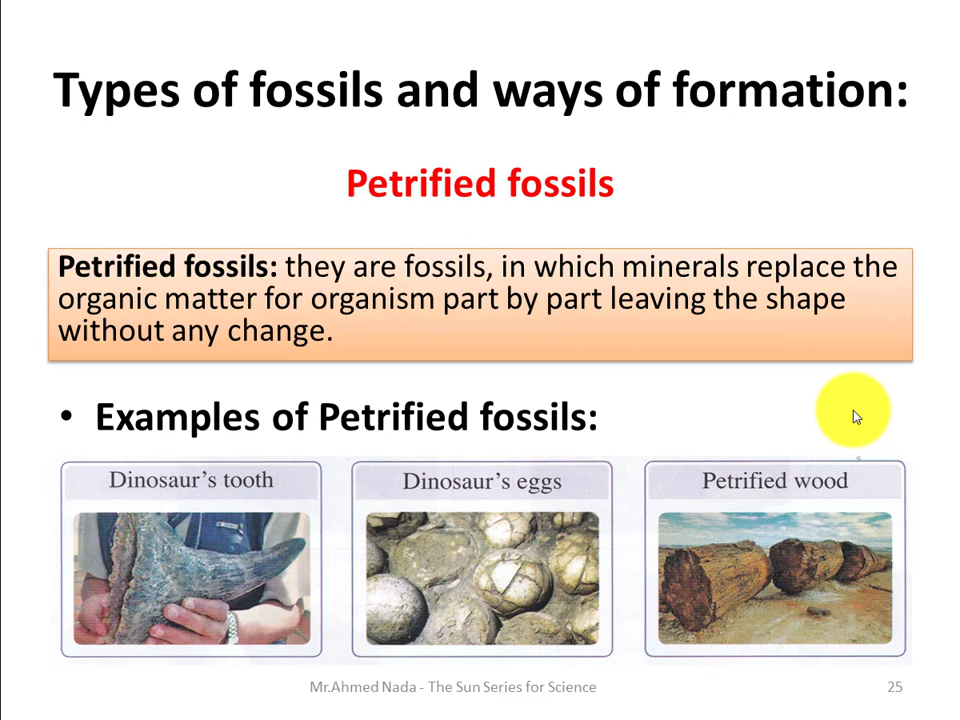 Types of fossils and ways of formation:
Petrified fossils
Petrified fossils: they are fossils, in which minerals replace the
organic matter for organism part by part leaving the shape
without any change.
• Examples of Petrified fossils:
Dinosaur's tooth
Dinosaur's eggs
Petrified wood
Mr.Ahmed Nada - The Sun Series for Science
25